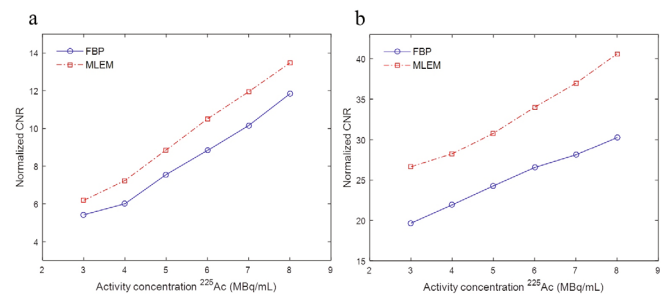 a
FBP
MLEM
Normalized CNR
14
12
10
8
6
4
2 3 4 5 6 7 8 9
Activity concentration ²²⁵Ac (MBq/mL)
b
FBP
MLEM
Normalized CNR
40
35
30
25
20
15
2 3 4 5 6 7 8 9
Activity concentration ²²⁵Ac (MBq/mL)